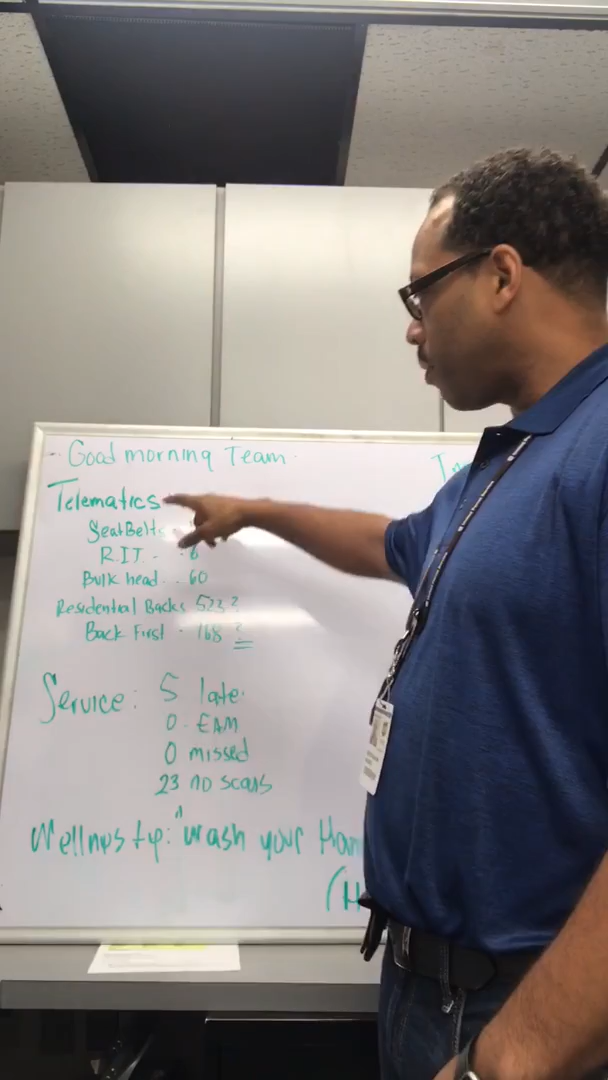 Good morning Team
Telematics
SeatBelts
R.I.T. - 6
Bulk head. . 60
Residential Backs 523?
Back First - 168 ?
Service: 5 late
0 - EAM
0 missed
23 no scans
Wellness tip: "wash your